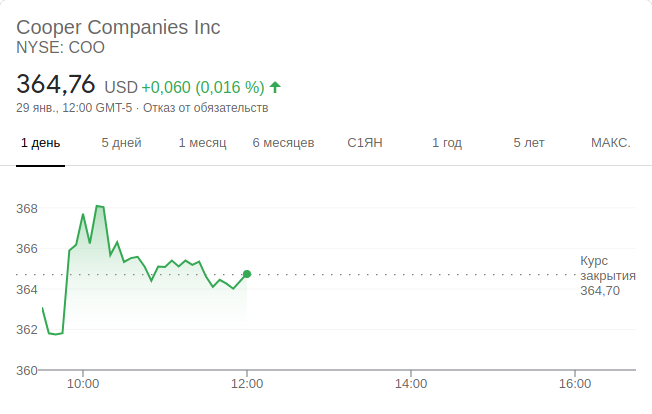 Cooper Companies Inc
NYSE: COO
364,76 USD +0,060 (0,016 %)
29 янв., 12:00 GMT-5 · Отказ от обязательств
1 день 5 дней 1 месяц 6 месяцев С1ЯН 1 год 5 лет МАКС.
368
366
Курс
закрытия
364,70
364
362
360
10:00 12:00 14:00 16:00